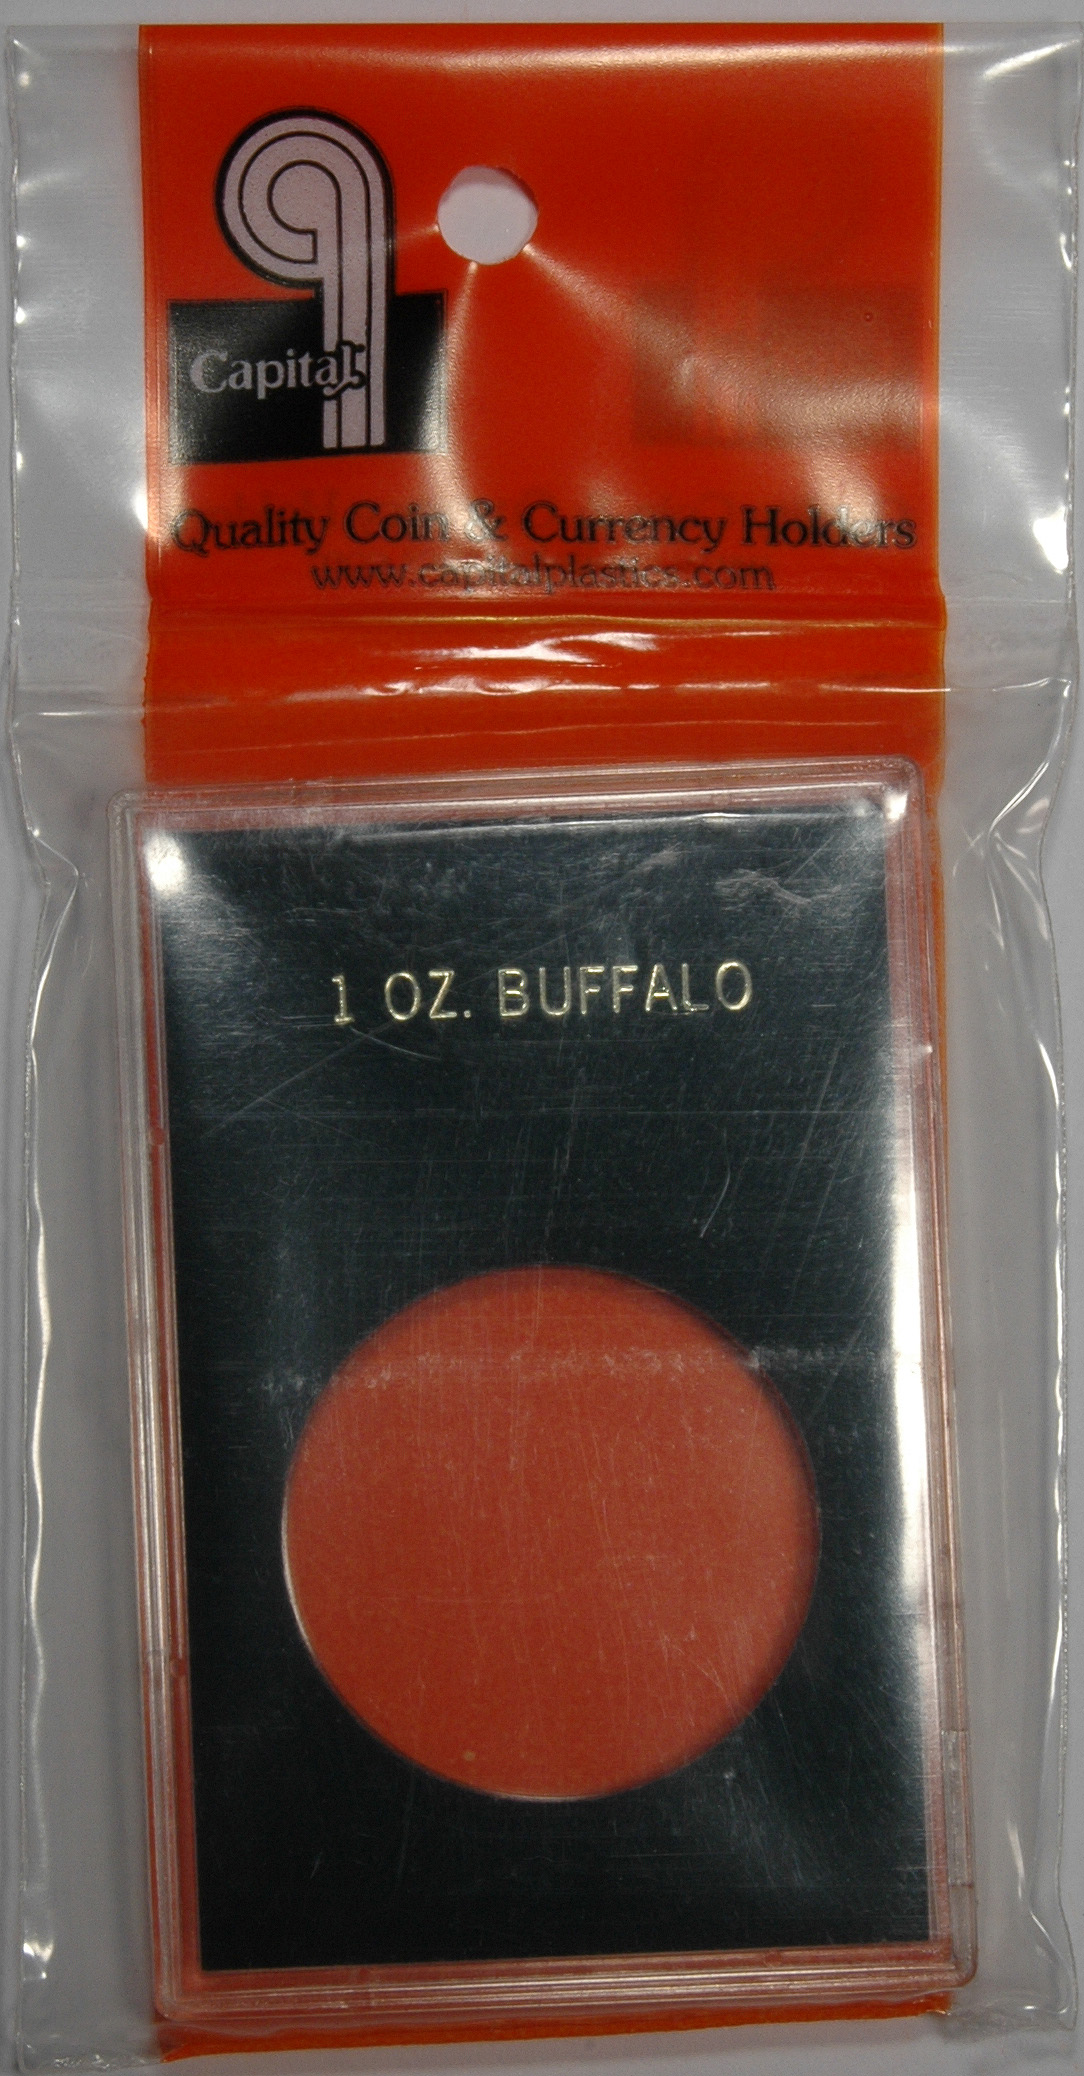 Capital
Quality Coin & Currency Holders
www.capitalplastics.com
1 OZ. BUFFALO